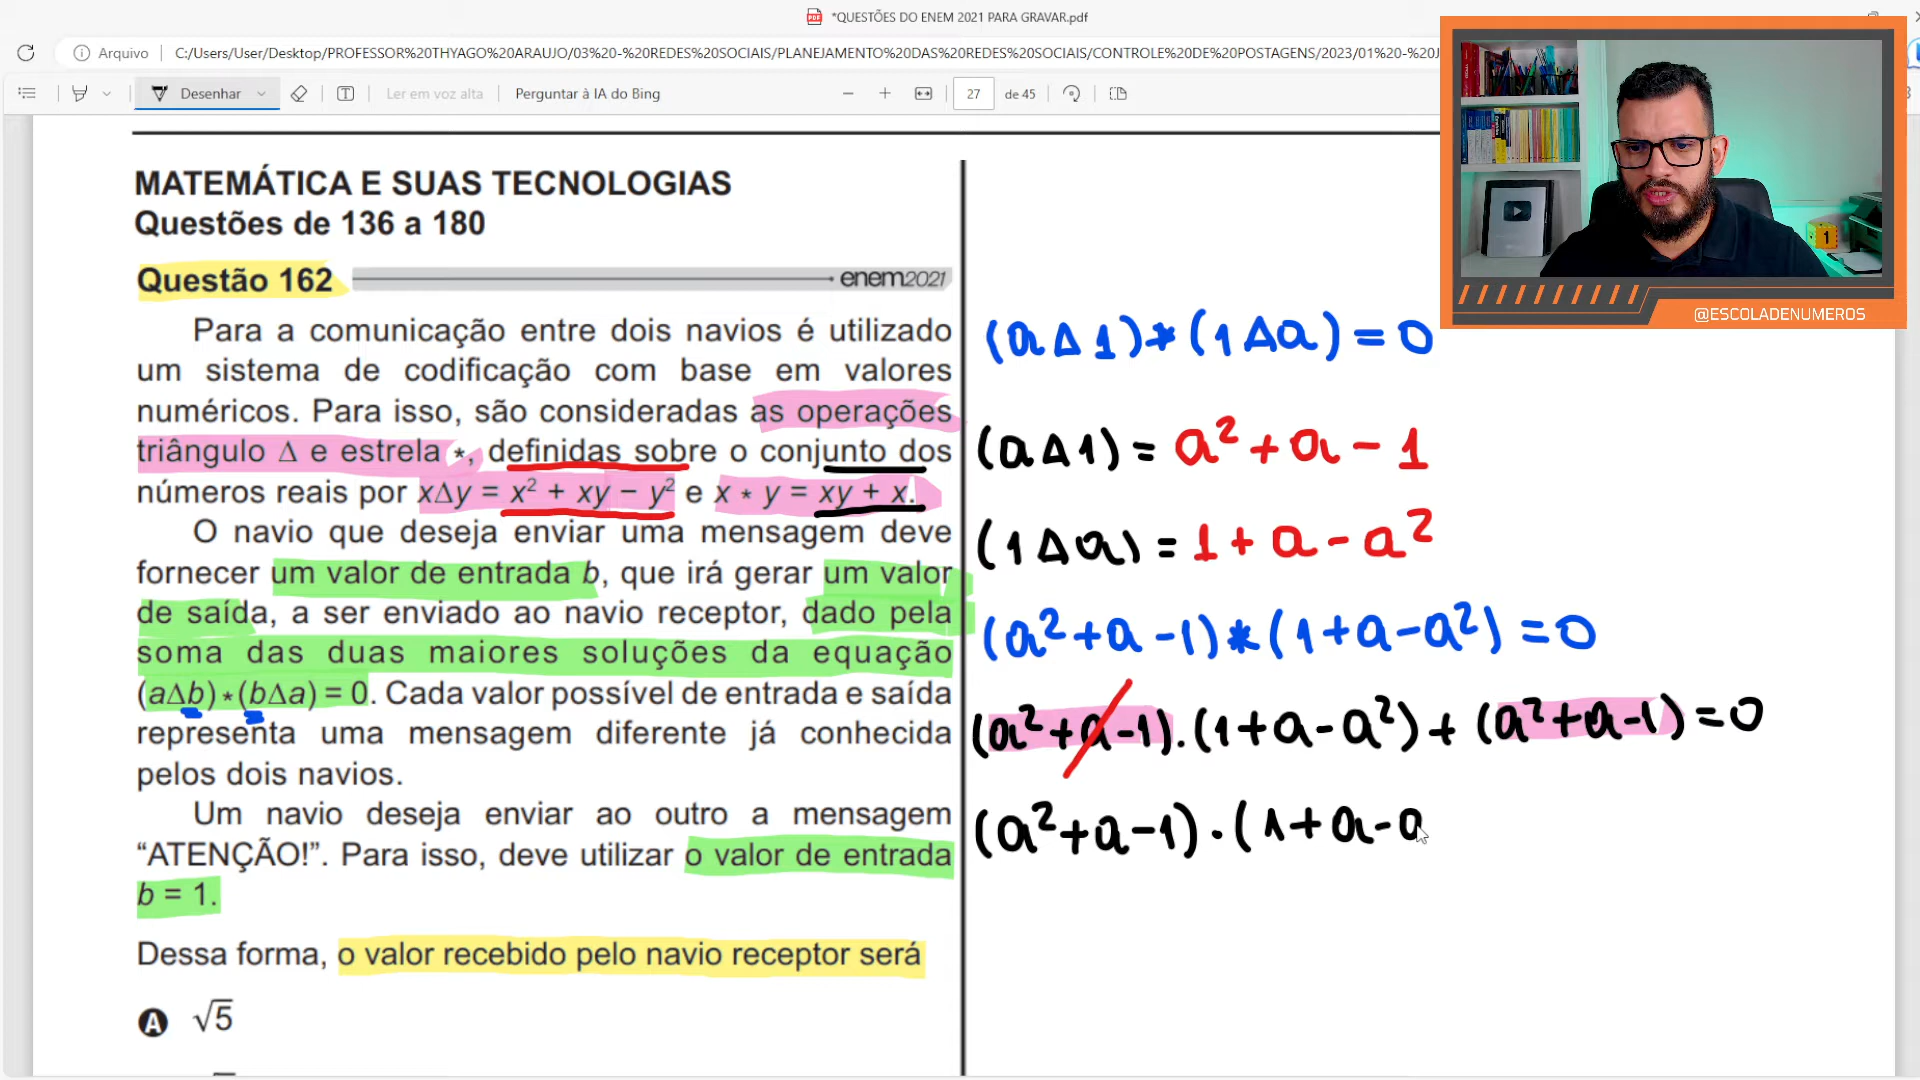 *QUESTÕES DO ENEM 2021 PARA GRAVAR.pdf
Arquivo C:/Users/User/Desktop/PROFESSOR%20THYAGO%20ARAUJO/03%20-%20REDES%20SOCIAIS/PLANEJAMENTO%20DAS%20REDES%20SOCIAIS/CONTROLE%20DE%20POSTAGENS/2023/01%20-%20J
Desenhar Ler em voz alta Perguntar à IA do Bing 27 de 45
MATEMÁTICA E SUAS TECNOLOGIAS
Questões de 136 a 180
Questão 162 enem2021
Para a comunicação entre dois navios é utilizado
um sistema de codificação com base em valores
numéricos. Para isso, são consideradas as operações
triângulo Δ e estrela *, definidas sobre o conjunto dos
números reais por xΔy = x² + xy − y² e x * y = xy + x.
O navio que deseja enviar uma mensagem deve
fornecer um valor de entrada b, que irá gerar um valor
de saída, a ser enviado ao navio receptor, dado pela
soma das duas maiores soluções da equação
(aΔb)*(bΔa) = 0. Cada valor possível de entrada e saída
representa uma mensagem diferente já conhecida
pelos dois navios.
Um navio deseja enviar ao outro a mensagem
“ATENÇÃO!”. Para isso, deve utilizar o valor de entrada
b = 1.
Dessa forma, o valor recebido pelo navio receptor será
A √5
(a Δ 1) * (1 Δ a) = 0
(a Δ 1) = a² + a − 1
(1 Δ a) = 1 + a − a²
(a² + a − 1) * (1 + a − a²) = 0
(a² + a − 1) . (1 + a − a²) + (a² + a − 1) = 0
(a² + a − 1) . (1 + a − a
@ESCOLADENUMEROS
1